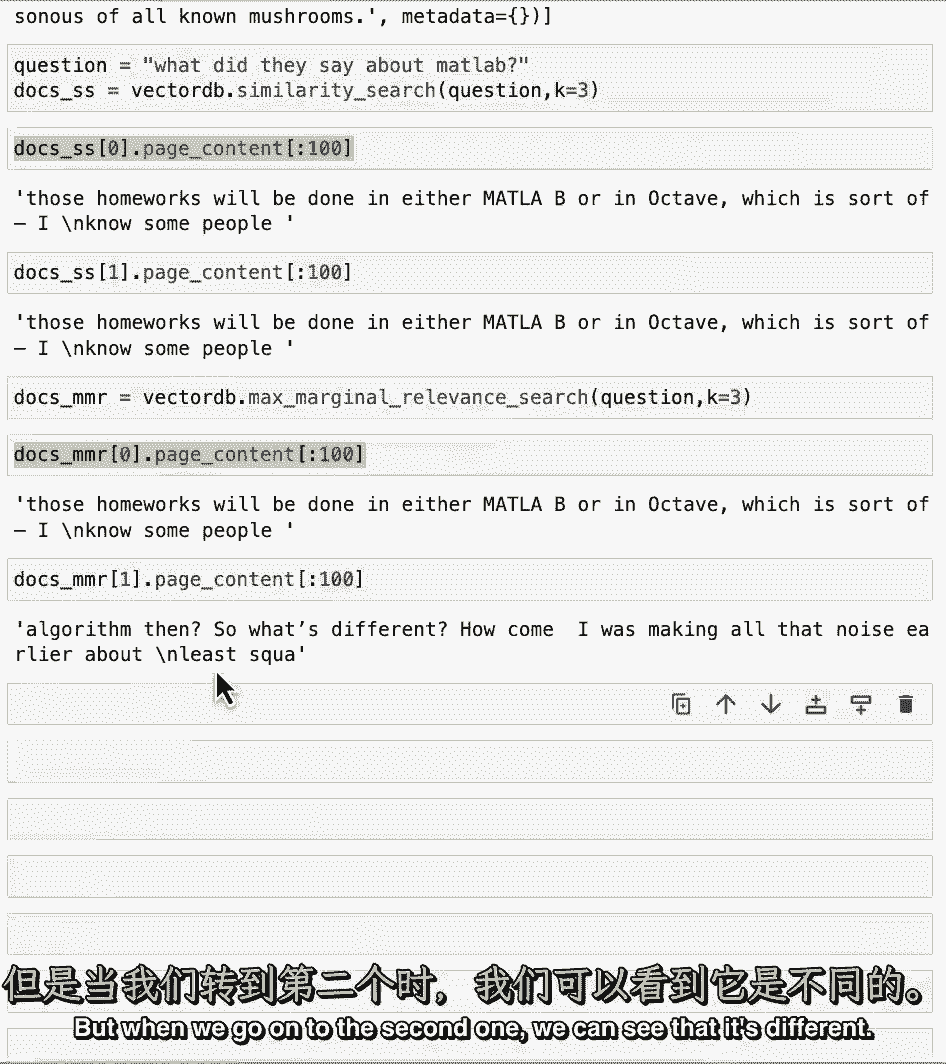 sonous of all known mushrooms.', metadata={})]
question = "what did they say about matlab?"
docs_ss = vectordb.similarity_search(question,k=3)
docs_ss[0].page_content[:100]
'those homeworks will be done in either MATLA B or in Octave, which is sort of
— I \nknow some people '
docs_ss[1].page_content[:100]
'those homeworks will be done in either MATLA B or in Octave, which is sort of
— I \nknow some people '
docs_mmr = vectordb.max_marginal_relevance_search(question,k=3)
docs_mmr[0].page_content[:100]
'those homeworks will be done in either MATLA B or in Octave, which is sort of
— I \nknow some people '
docs_mmr[1].page_content[:100]
'algorithm then? So what’s different? How come  I was making all that noise ea
rlier about \nleast squa'
但是当我们转到第二个时，我们可以看到它是不同的。
But when we go on to the second one, we can see that it's different.